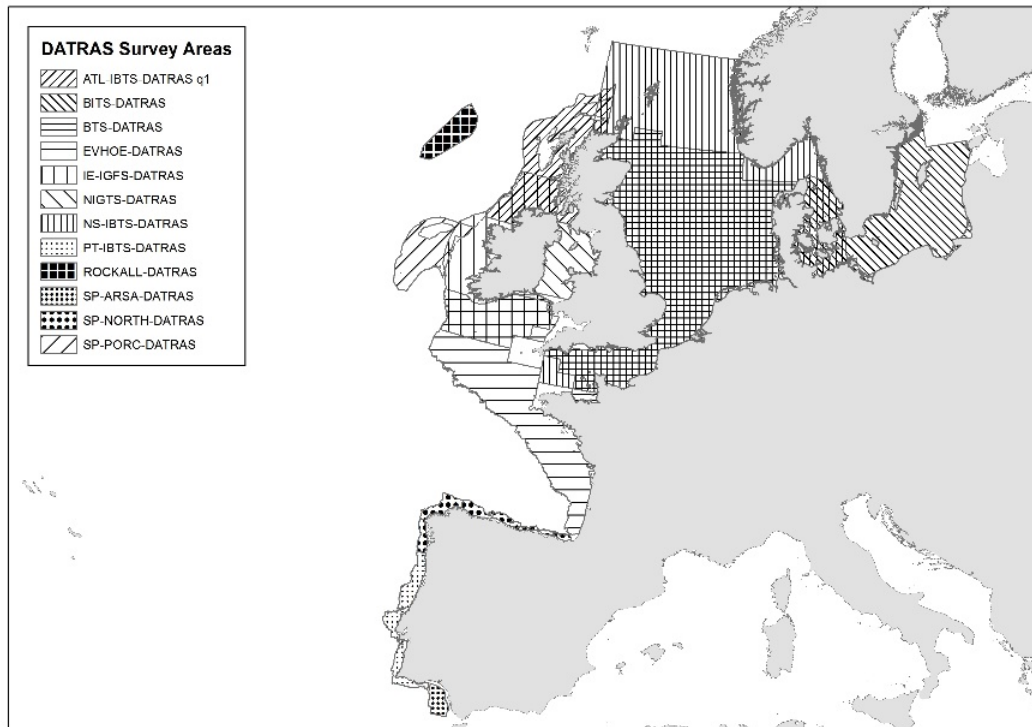 DATRAS Survey Areas
ATL-IBTS-DATRAS q1
BITS-DATRAS
BTS-DATRAS
EVHOE-DATRAS
IE-IGFS-DATRAS
NIGTS-DATRAS
NS-IBTS-DATRAS
PT-IBTS-DATRAS
ROCKALL-DATRAS
SP-ARSA-DATRAS
SP-NORTH-DATRAS
SP-PORC-DATRAS